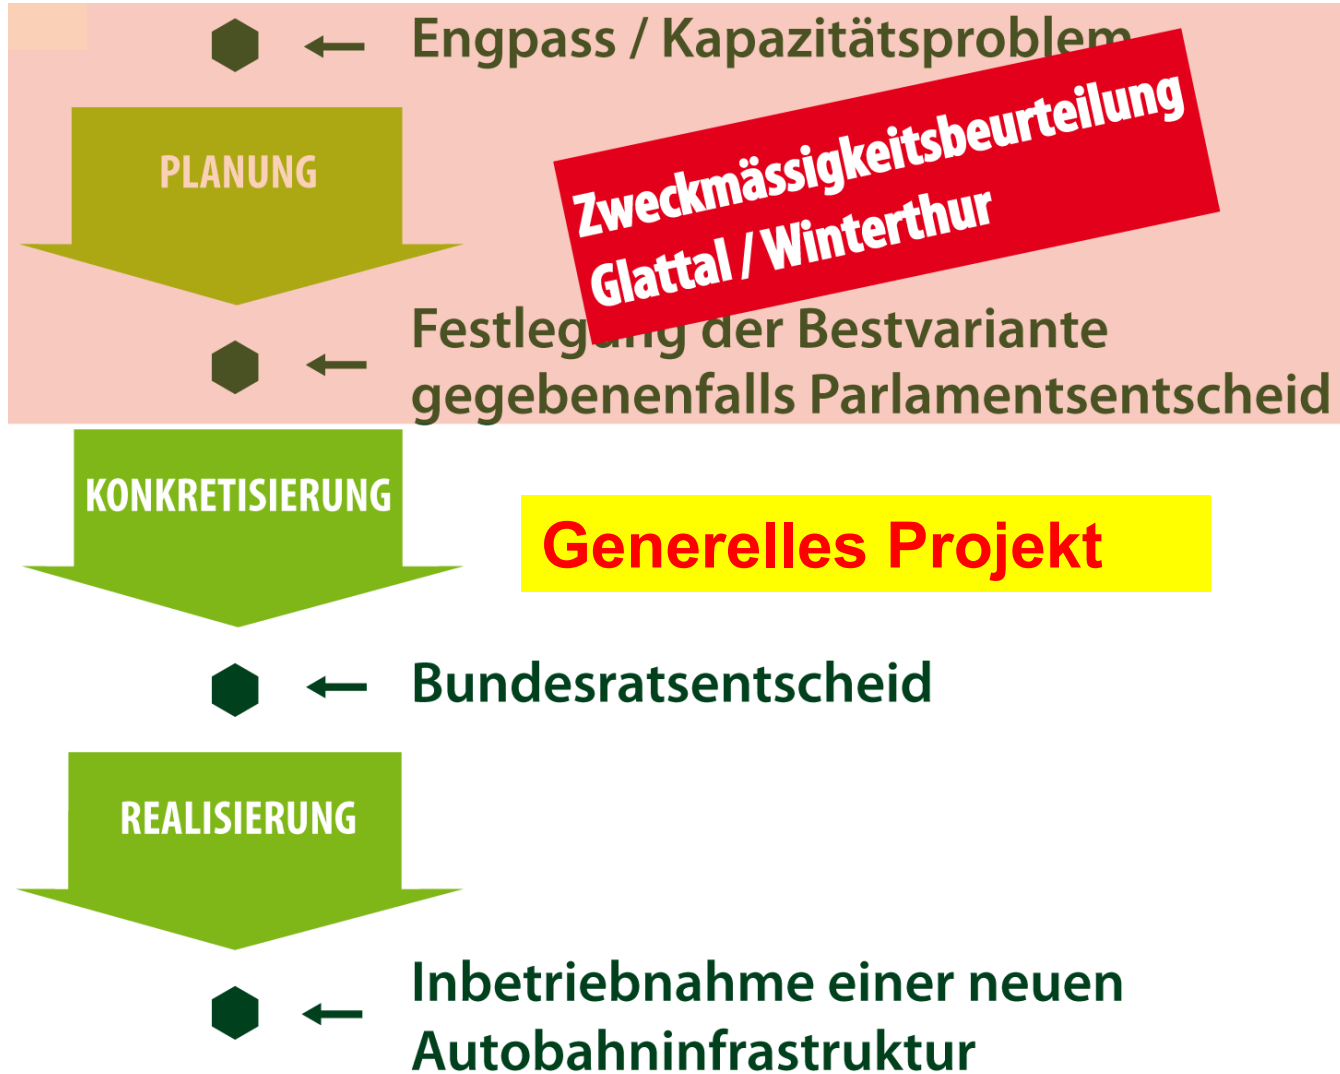 Engpass / Kapazitätsproblem
PLANUNG
Zweckmässigkeitsbeurteilung
Glattal / Winterthur
Festlegung der Bestvariante
gegebenenfalls Parlamentsentscheid
KONKRETISIERUNG
Generelles Projekt
Bundesratsentscheid
REALISIERUNG
Inbetriebnahme einer neuen
Autobahninfrastruktur